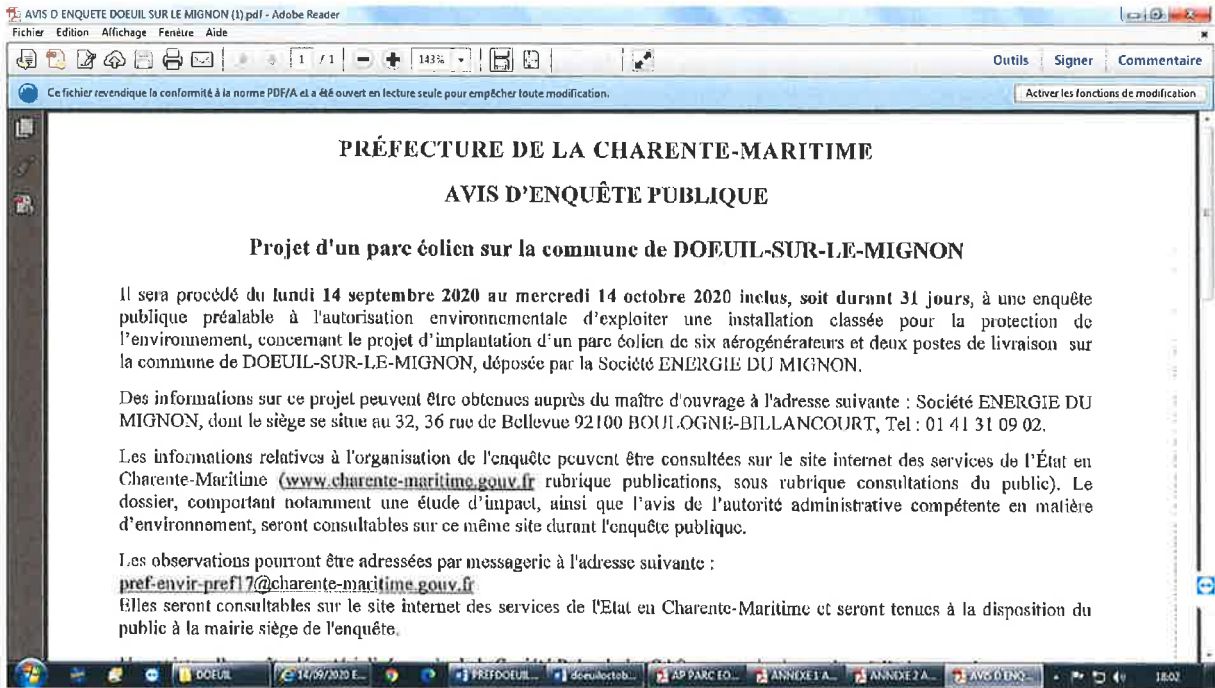 AVIS D ENQUETE DOEUIL SUR LE MIGNON (1).pdf - Adobe Reader
Fichier Edition Affichage Fenêtre Aide
1 / 1 143% Outils Signer Commentaire
Ce fichier revendique la conformité à la norme PDF/A et a été ouvert en lecture seule pour empêcher toute modification. Activer les fonctions de modification
PRÉFECTURE DE LA CHARENTE-MARITIME
AVIS D'ENQUÊTE PUBLIQUE
Projet d'un parc éolien sur la commune de DOEUIL-SUR-LE-MIGNON
Il sera procédé du lundi 14 septembre 2020 au mercredi 14 octobre 2020 inclus, soit durant 31 jours, à une enquête
publique préalable à l'autorisation environnementale d'exploiter une installation classée pour la protection de
l'environnement, concernant le projet d'implantation d'un parc éolien de six aérogénérateurs et deux postes de livraison sur
la commune de DOEUIL-SUR-LE-MIGNON, déposée par la Société ENERGIE DU MIGNON.
Des informations sur ce projet peuvent être obtenues auprès du maître d'ouvrage à l'adresse suivante : Société ENERGIE DU
MIGNON, dont le siège se situe au 32, 36 rue de Bellevue 92100 BOULOGNE-BILLANCOURT, Tel : 01 41 31 09 02.
Les informations relatives à l'organisation de l'enquête peuvent être consultées sur le site internet des services de l'État en
Charente-Maritime (www.charente-maritime.gouv.fr rubrique publications, sous rubrique consultations du public). Le
dossier, comportant notamment une étude d'impact, ainsi que l'avis de l'autorité administrative compétente en matière
d'environnement, seront consultables sur ce même site durant l'enquête publique.
Les observations pourront être adressées par messagerie à l'adresse suivante :
pref-envir-pref17@charente-maritime.gouv.fr
Elles seront consultables sur le site internet des services de l'Etat en Charente-Maritime et seront tenues à la disposition du
public à la mairie siège de l'enquête.
DOEUIL 14/09/2020 E... PREFDOEUIL... doeuiloctob... AP PARC EO... ANNEXE 1 A... ANNEXE 2 A... AVIS D ENQ... 18:02